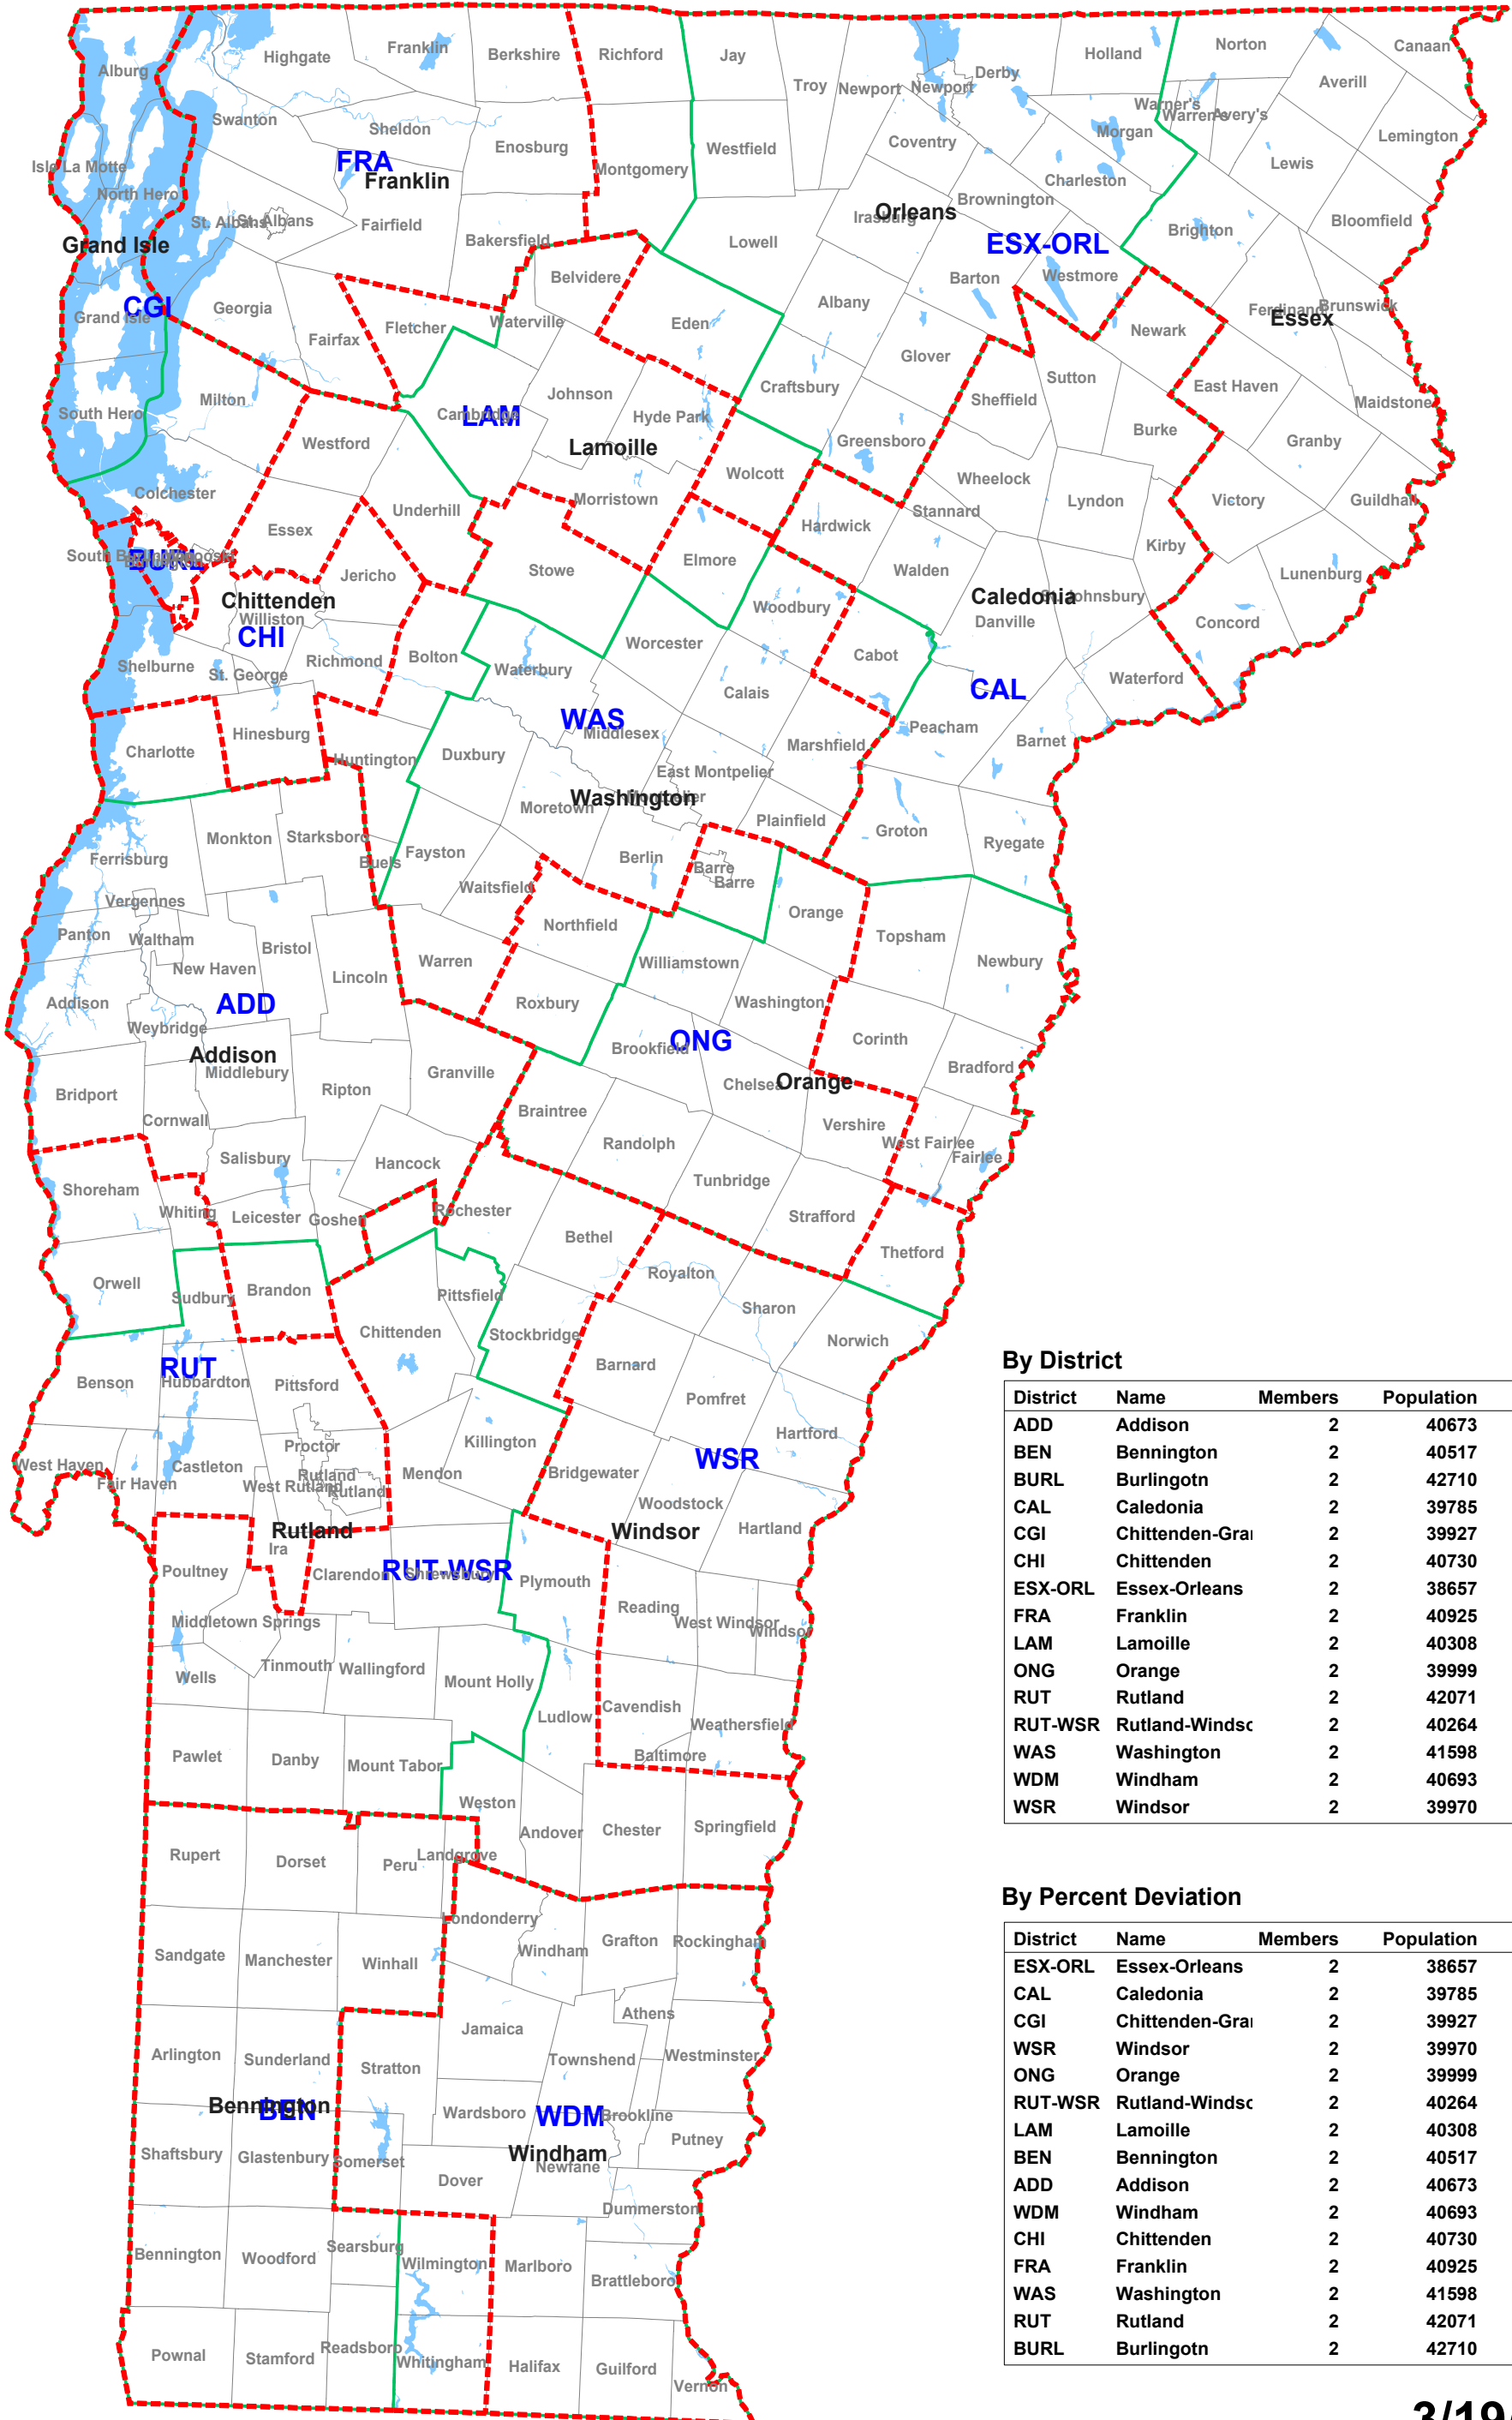 Highgate
Franklin
Berkshire
Richford
Jay
Troy
Newport
Newport
Derby
Holland
Norton
Canaan
Averill
Alburg
Swanton
Sheldon
Enosburg
Montgomery
Westfield
Coventry
Morgan
Warner's
Warren's
Avery's
Lewis
Lemington
Isle La Motte
North Hero
FRA
Franklin
St. Albans
St. Albans
Fairfield
Bakersfield
Lowell
Irasburg
Orleans
Brownington
Charleston
ESX-ORL
Brighton
Bloomfield
Grand Isle
CGI
Grand Isle
Georgia
Fairfax
Fletcher
Belvidere
Waterville
Eden
Albany
Barton
Westmore
Newark
Ferdinand
Brunswick
Essex
Glover
Sutton
East Haven
Maidstone
South Hero
Milton
Westford
LAM
Cambridge
Johnson
Hyde Park
Lamoille
Craftsbury
Greensboro
Sheffield
Burke
Granby
Wolcott
Wheelock
Lyndon
Victory
Guildhall
Colchester
Essex
Underhill
Morristown
Hardwick
Stannard
Kirby
BURL
Jericho
Stowe
Elmore
Walden
Lunenburg
Chittenden
Williston
CHI
Woodbury
Caledonia
St. Johnsbury
Danville
Concord
Shelburne
St. George
Richmond
Bolton
Waterbury
Worcester
Calais
Cabot
CAL
Waterford
WAS
Middlesex
Charlotte
Hinesburg
Huntington
Duxbury
Marshfield
Peacham
Barnet
East Montpelier
Montpelier
Washington
Moretown
Plainfield
Groton
Ryegate
Ferrisburg
Monkton
Starksboro
Buels
Fayston
Waitsfield
Berlin
Barre
Barre
Orange
Vergennes
Panton
Waltham
Bristol
New Haven
Lincoln
Warren
Northfield
Williamstown
Topsham
Newbury
Addison
ADD
Weybridge
Roxbury
Washington
ONG
Brookfield
Corinth
Addison
Middlebury
Bridport
Ripton
Granville
Chelsea
Orange
Bradford
Cornwall
Braintree
Vershire
Randolph
West Fairlee
Fairlee
Salisbury
Hancock
Shoreham
Whiting
Leicester
Goshen
Rochester
Tunbridge
Strafford
Bethel
Thetford
Orwell
Sudbury
Brandon
Pittsfield
Royalton
Sharon
Chittenden
Stockbridge
Norwich
RUT
Benson
Hubbardton
Pittsford
Barnard
Pomfret
Hartford
Proctor
Killington
WSR
West Haven
Fair Haven
Castleton
West Rutland
Rutland
Rutland
Mendon
Bridgewater
Woodstock
Hartland
Rutland
Ira
Windsor
Poultney
Clarendon
RUT-WSR
Shrewsbury
Plymouth
Reading
West Windsor
Windsor
Middletown Springs
Wells
Tinmouth
Wallingford
Mount Holly
Ludlow
Cavendish
Weathersfield
Baltimore
Pawlet
Danby
Mount Tabor
Weston
Andover
Chester
Springfield
Rupert
Dorset
Peru
Landgrove
Londonderry
Windham
Grafton
Rockingham
Sandgate
Manchester
Winhall
Athens
Jamaica
Arlington
Sunderland
Stratton
Townshend
Westminster
Bennington
BEN
Wardsboro
WDM
Brookline
Putney
Shaftsbury
Glastenbury
Somerset
Dover
Windham
Newfane
Dummerston
Bennington
Woodford
Searsburg
Wilmington
Marlboro
Brattleboro
Pownal
Stamford
Readsboro
Whitingham
Halifax
Guilford
Vernon
By District
District Name Members Population
ADD Addison 2 40673
BEN Bennington 2 40517
BURL Burlingotn 2 42710
CAL Caledonia 2 39785
CGI Chittenden-Gra 2 39927
CHI Chittenden 2 40730
ESX-ORL Essex-Orleans 2 38657
FRA Franklin 2 40925
LAM Lamoille 2 40308
ONG Orange 2 39999
RUT Rutland 2 42071
RUT-WSR Rutland-Winds 2 40264
WAS Washington 2 41598
WDM Windham 2 40693
WSR Windsor 2 39970
By Percent Deviation
District Name Members Population
ESX-ORL Essex-Orleans 2 38657
CAL Caledonia 2 39785
CGI Chittenden-Gra 2 39927
WSR Windsor 2 39970
ONG Orange 2 39999
RUT-WSR Rutland-Winds 2 40264
LAM Lamoille 2 40308
BEN Bennington 2 40517
ADD Addison 2 40673
WDM Windham 2 40693
CHI Chittenden 2 40730
FRA Franklin 2 40925
WAS Washington 2 41598
RUT Rutland 2 42071
BURL Burlingotn 2 42710
3/19